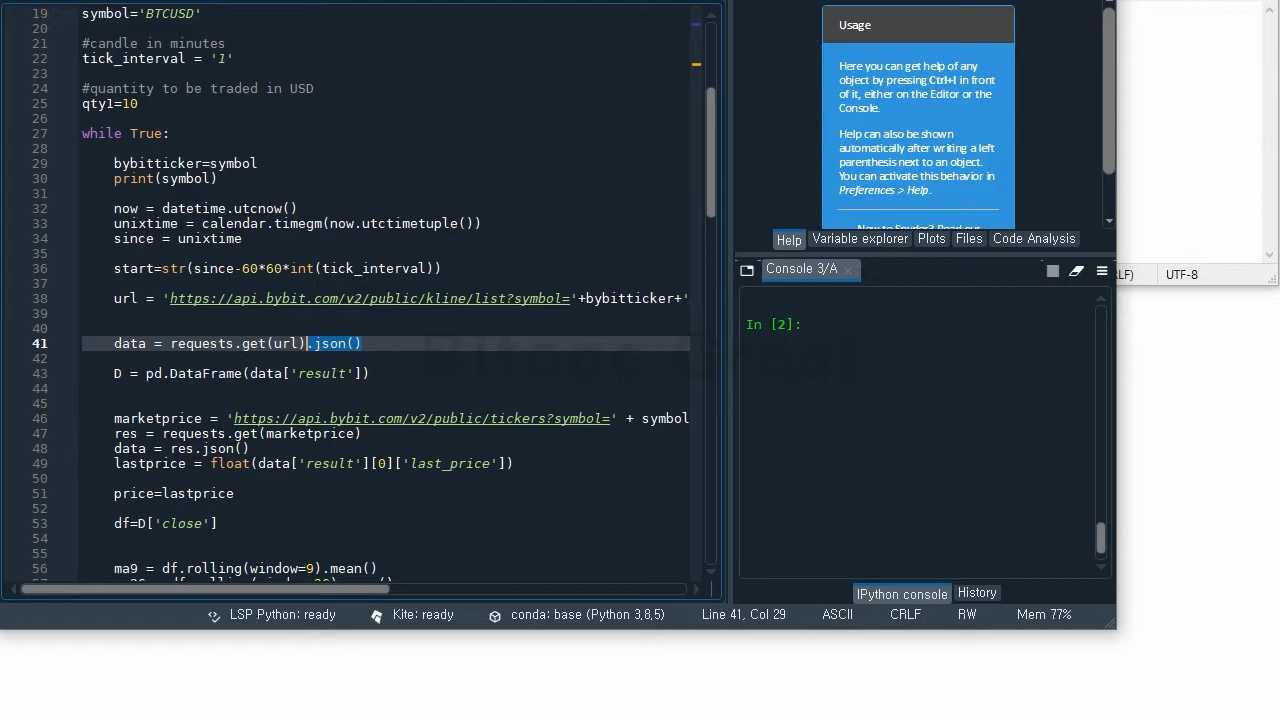 19 symbol='BTCUSD'
20
21 #candle in minutes
22 tick_interval = '1'
23
24 #quantity to be traded in USD
25 qty1=10
26
27 while True:
28
29 bybitticker=symbol
30 print(symbol)
31
32 now = datetime.utcnow()
33 unixtime = calendar.timegm(now.utctimetuple())
34 since = unixtime
35
36 start=str(since-60*60*int(tick_interval))
37
38 url = 'https://api.bybit.com/v2/public/kline/list?symbol='+bybitticker+'
39
40
41 data = requests.get(url).json()
42
43 D = pd.DataFrame(data['result'])
44
45
46 marketprice = 'https://api.bybit.com/v2/public/tickers?symbol=' + symbol
47 res = requests.get(marketprice)
48 data = res.json()
49 lastprice = float(data['result'][0]['last_price'])
50
51 price=lastprice
52
53 df=D['close']
54
55
56 ma9 = df.rolling(window=9).mean()
Usage
Here you can get help of any
object by pressing Ctrl+I in front
of it, either on the Editor or the
Console.
Help can also be shown
automatically after writing a left
parenthesis next to an object.
You can activate this behavior in
Preferences > Help.
New to Spyder? Read our
Help Variable explorer Plots Files Code Analysis
Console 3/A
In [2]:
IPython console History
LF) UTF-8
LSP Python: ready Kite: ready conda: base (Python 3,8,5) Line 41, Col 29 ASCII CRLF RW Mem 77%